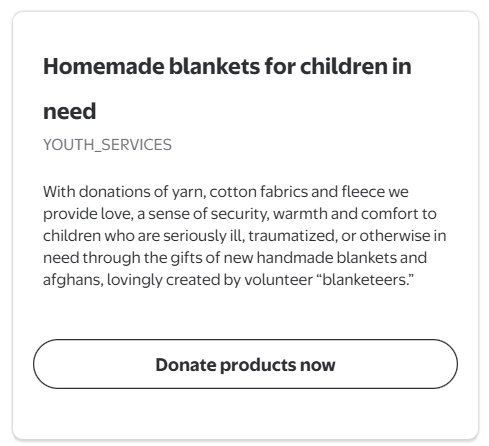 Homemade blankets for children in
need
YOUTH_SERVICES
With donations of yarn, cotton fabrics and fleece we
provide love, a sense of security, warmth and comfort to
children who are seriously ill, traumatized, or otherwise in
need through the gifts of new handmade blankets and
afghans, lovingly created by volunteer “blanketeers.”
Donate products now